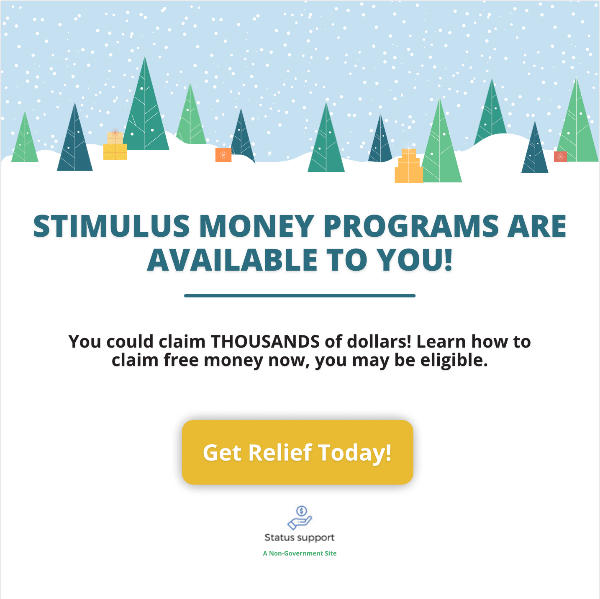 STIMULUS MONEY PROGRAMS ARE
AVAILABLE TO YOU!
You could claim THOUSANDS of dollars! Learn how to
claim free money now, you may be eligible.
Get Relief Today!
Status support
A Non-Government Site